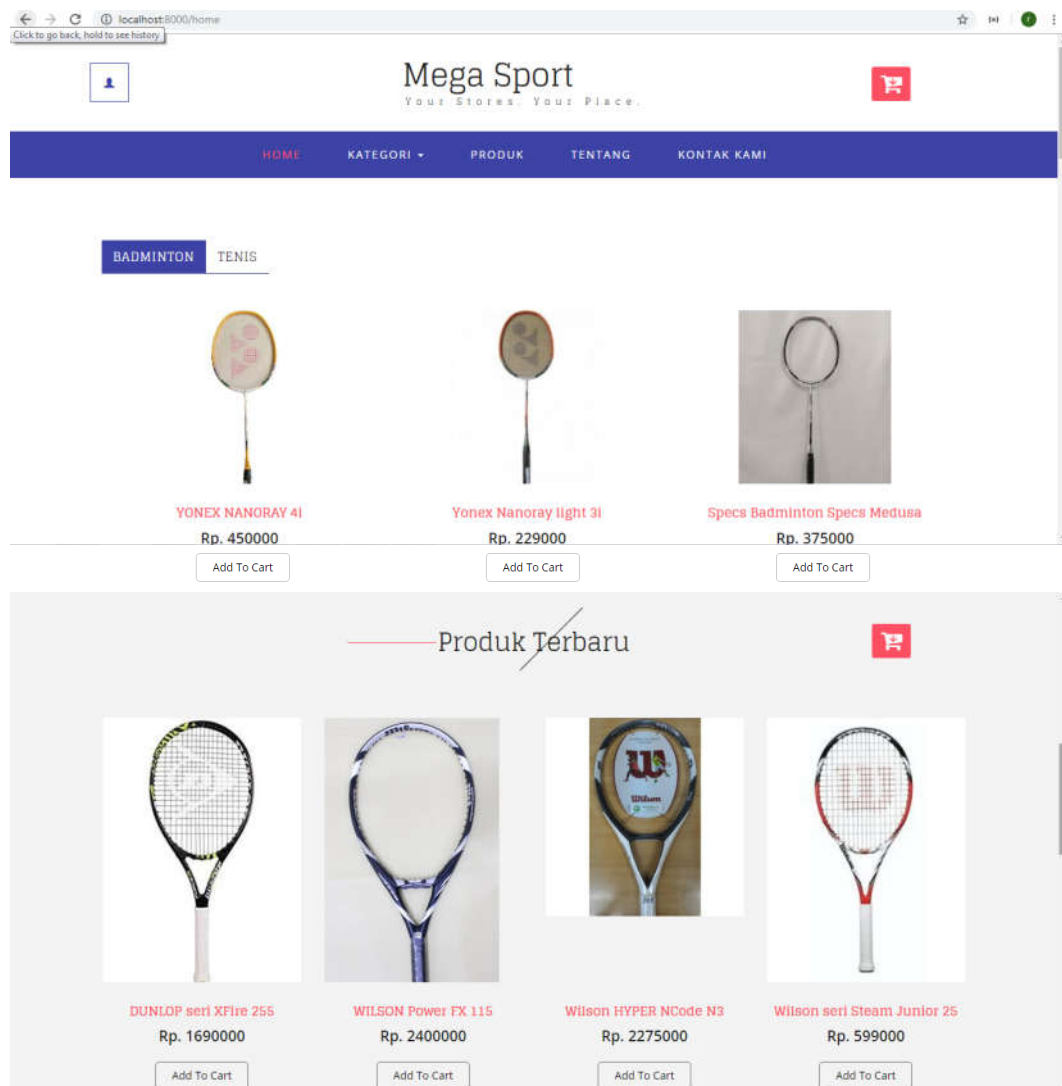 localhost:8000/home
Click to go back, hold to see history
Mega Sport
Your Stores. Your Place.
HOME KATEGORI PRODUK TENTANG KONTAK KAMI
BADMINTON TENIS
YONEX NANORAY 4i Yonex Nanoray light 3i Specs Badminton Specs Medusa
Rp. 450000 Rp. 229000 Rp. 375000
Add To Cart Add To Cart Add To Cart
Produk Terbaru
Wilson
DUNLOP seri XFire 255 WILSON Power FX 115 Wilson HYPER NCode N3 Wilson seri Steam Junior 25
Rp. 1690000 Rp. 2400000 Rp. 2275000 Rp. 599000
Add To Cart Add To Cart Add To Cart Add To Cart